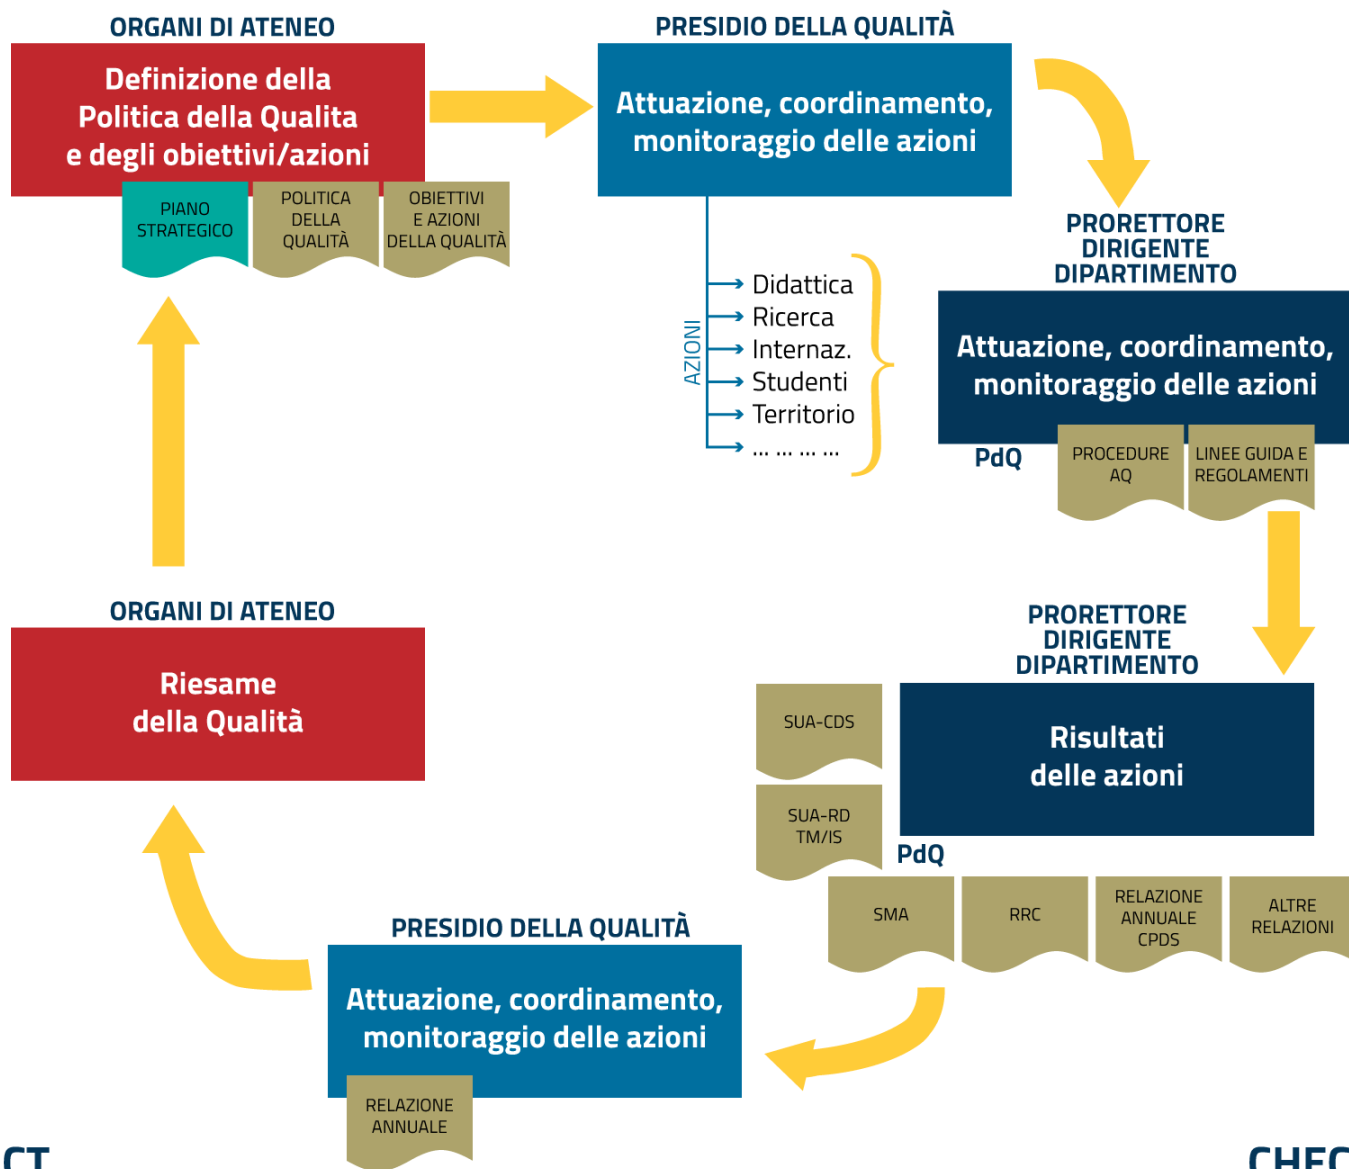 ORGANI DI ATENEO
Definizione della
Politica della Qualita
e degli obiettivi/azioni
PIANO
STRATEGICO
POLITICA
DELLA
QUALITÀ
OBIETTIVI
E AZIONI
DELLA QUALITÀ
PRESIDIO DELLA QUALITÀ
Attuazione, coordinamento,
monitoraggio delle azioni
AZIONI
Didattica
Ricerca
Internaz.
Studenti
Territorio
... ... ... ...
PRORETTORE
DIRIGENTE
DIPARTIMENTO
Attuazione, coordinamento,
monitoraggio delle azioni
PdQ
PROCEDURE
AQ
LINEE GUIDA E
REGOLAMENTI
PRORETTORE
DIRIGENTE
DIPARTIMENTO
Risultati
delle azioni
SUA-CDS
SUA-RD
TM/IS
PdQ
SMA
RRC
RELAZIONE
ANNUALE
CPDS
ALTRE
RELAZIONI
PRESIDIO DELLA QUALITÀ
Attuazione, coordinamento,
monitoraggio delle azioni
RELAZIONE
ANNUALE
ORGANI DI ATENEO
Riesame
della Qualità
CT
CHEC